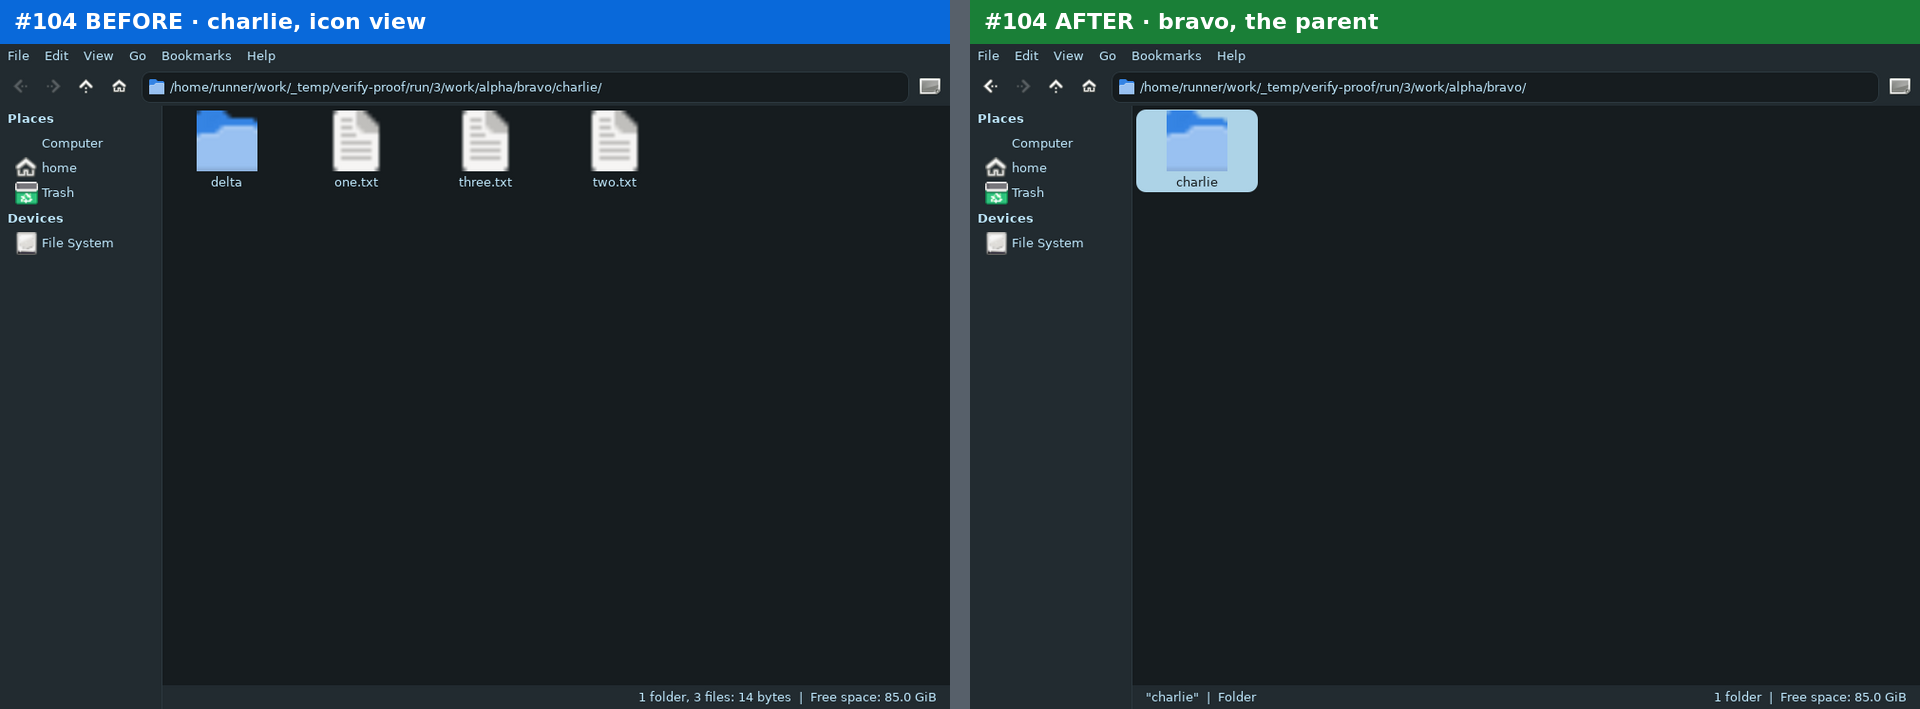 #104 BEFORE · charlie, icon view
File Edit View Go Bookmarks Help
/home/runner/work/_temp/verify-proof/run/3/work/alpha/bravo/charlie/
Places
Computer
home
Trash
Devices
File System
delta one.txt three.txt two.txt
1 folder, 3 files: 14 bytes | Free space: 85.0 GiB
#104 AFTER · bravo, the parent
File Edit View Go Bookmarks Help
/home/runner/work/_temp/verify-proof/run/3/work/alpha/bravo/
Places
Computer
home
Trash
Devices
File System
charlie
"charlie" | Folder 1 folder | Free space: 85.0 GiB